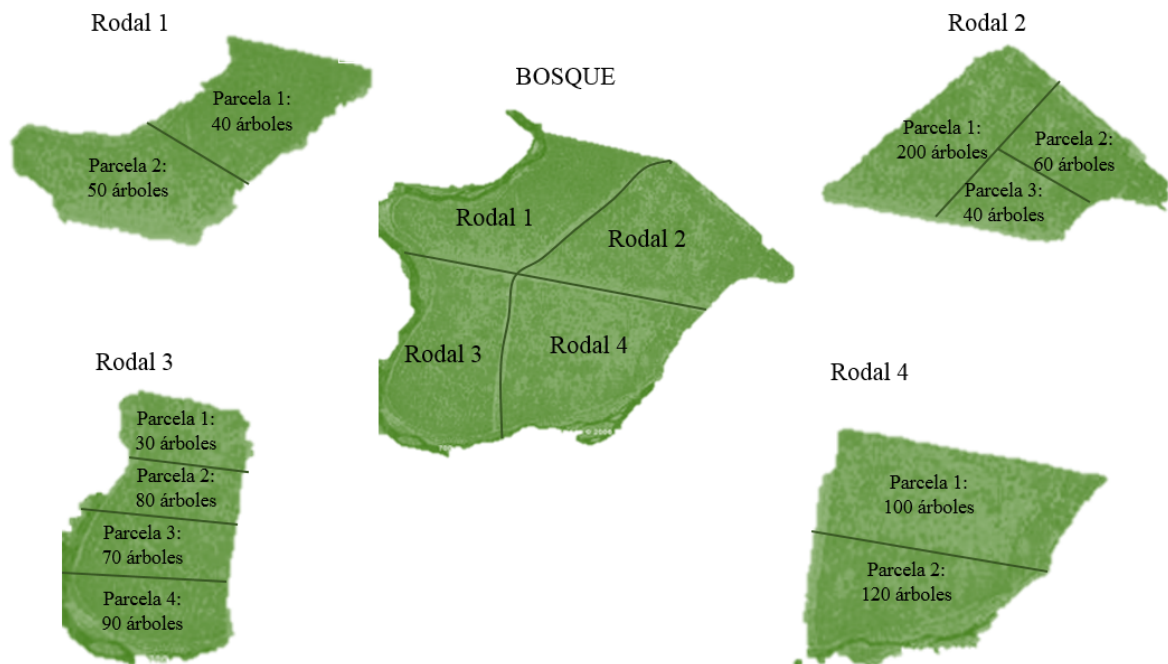 Rodal 1
Parcela 1:
40 árboles
Parcela 2:
50 árboles
BOSQUE
Rodal 1
Rodal 2
Rodal 3
Rodal 4
Rodal 2
Parcela 1:
200 árboles
Parcela 2:
60 árboles
Parcela 3:
40 árboles
Rodal 3
Parcela 1:
30 árboles
Parcela 2:
80 árboles
Parcela 3:
70 árboles
Parcela 4:
90 árboles
Rodal 4
Parcela 1:
100 árboles
Parcela 2:
120 árboles